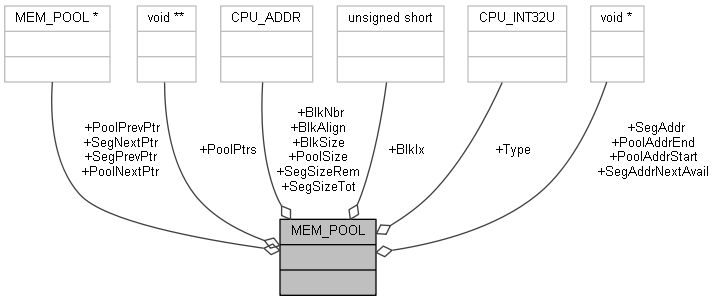 MEM_POOL *
void **
CPU_ADDR
unsigned short
CPU_INT32U
void *
+PoolPrevPtr
+SegNextPtr
+SegPrevPtr
+PoolNextPtr
+PoolPtrs
+BlkNbr
+BlkAlign
+BlkSize
+PoolSize
+SegSizeRem
+SegSizeTot
+BlkIx
+Type
+SegAddr
+PoolAddrEnd
+PoolAddrStart
+SegAddrNextAvail
MEM_POOL